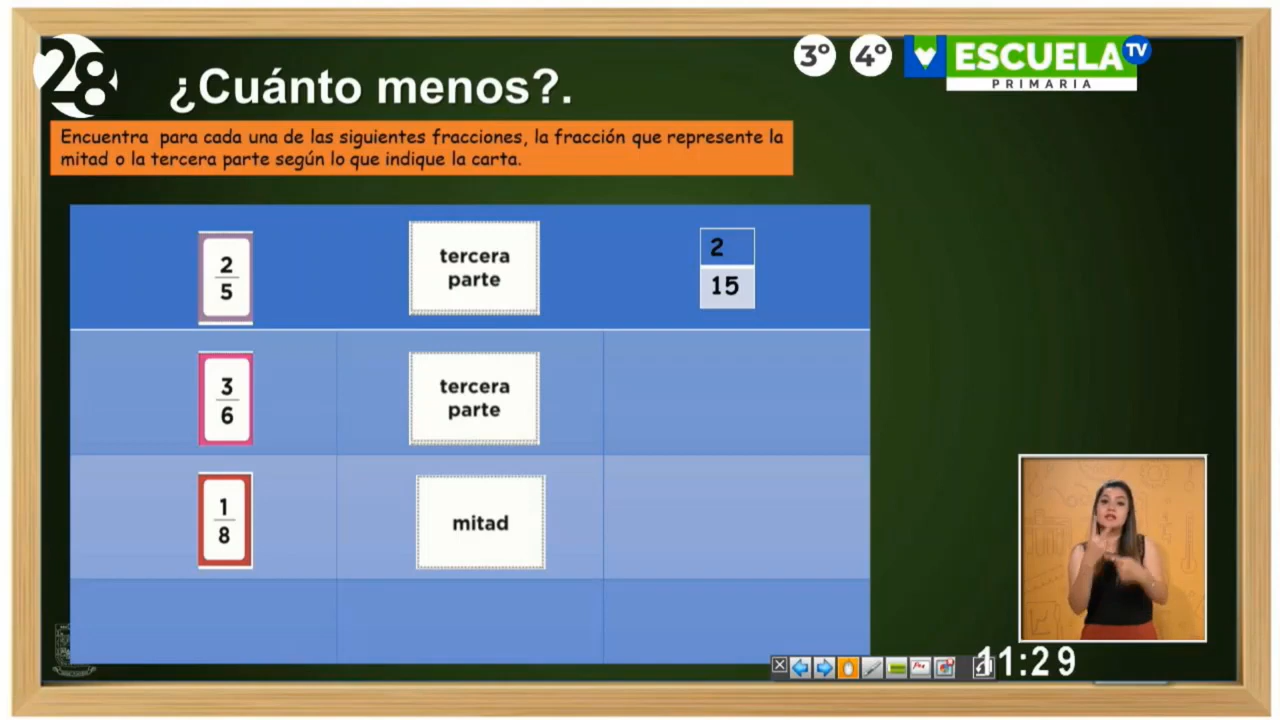 28
3° 4° ESCUELA TV
PRIMARIA
¿Cuánto menos?.
Encuentra para cada una de las siguientes fracciones, la fracción que represente la
mitad o la tercera parte según lo que indique la carta.
2
5
tercera
parte
2
15
3
6
tercera
parte
1
8
mitad
11:29